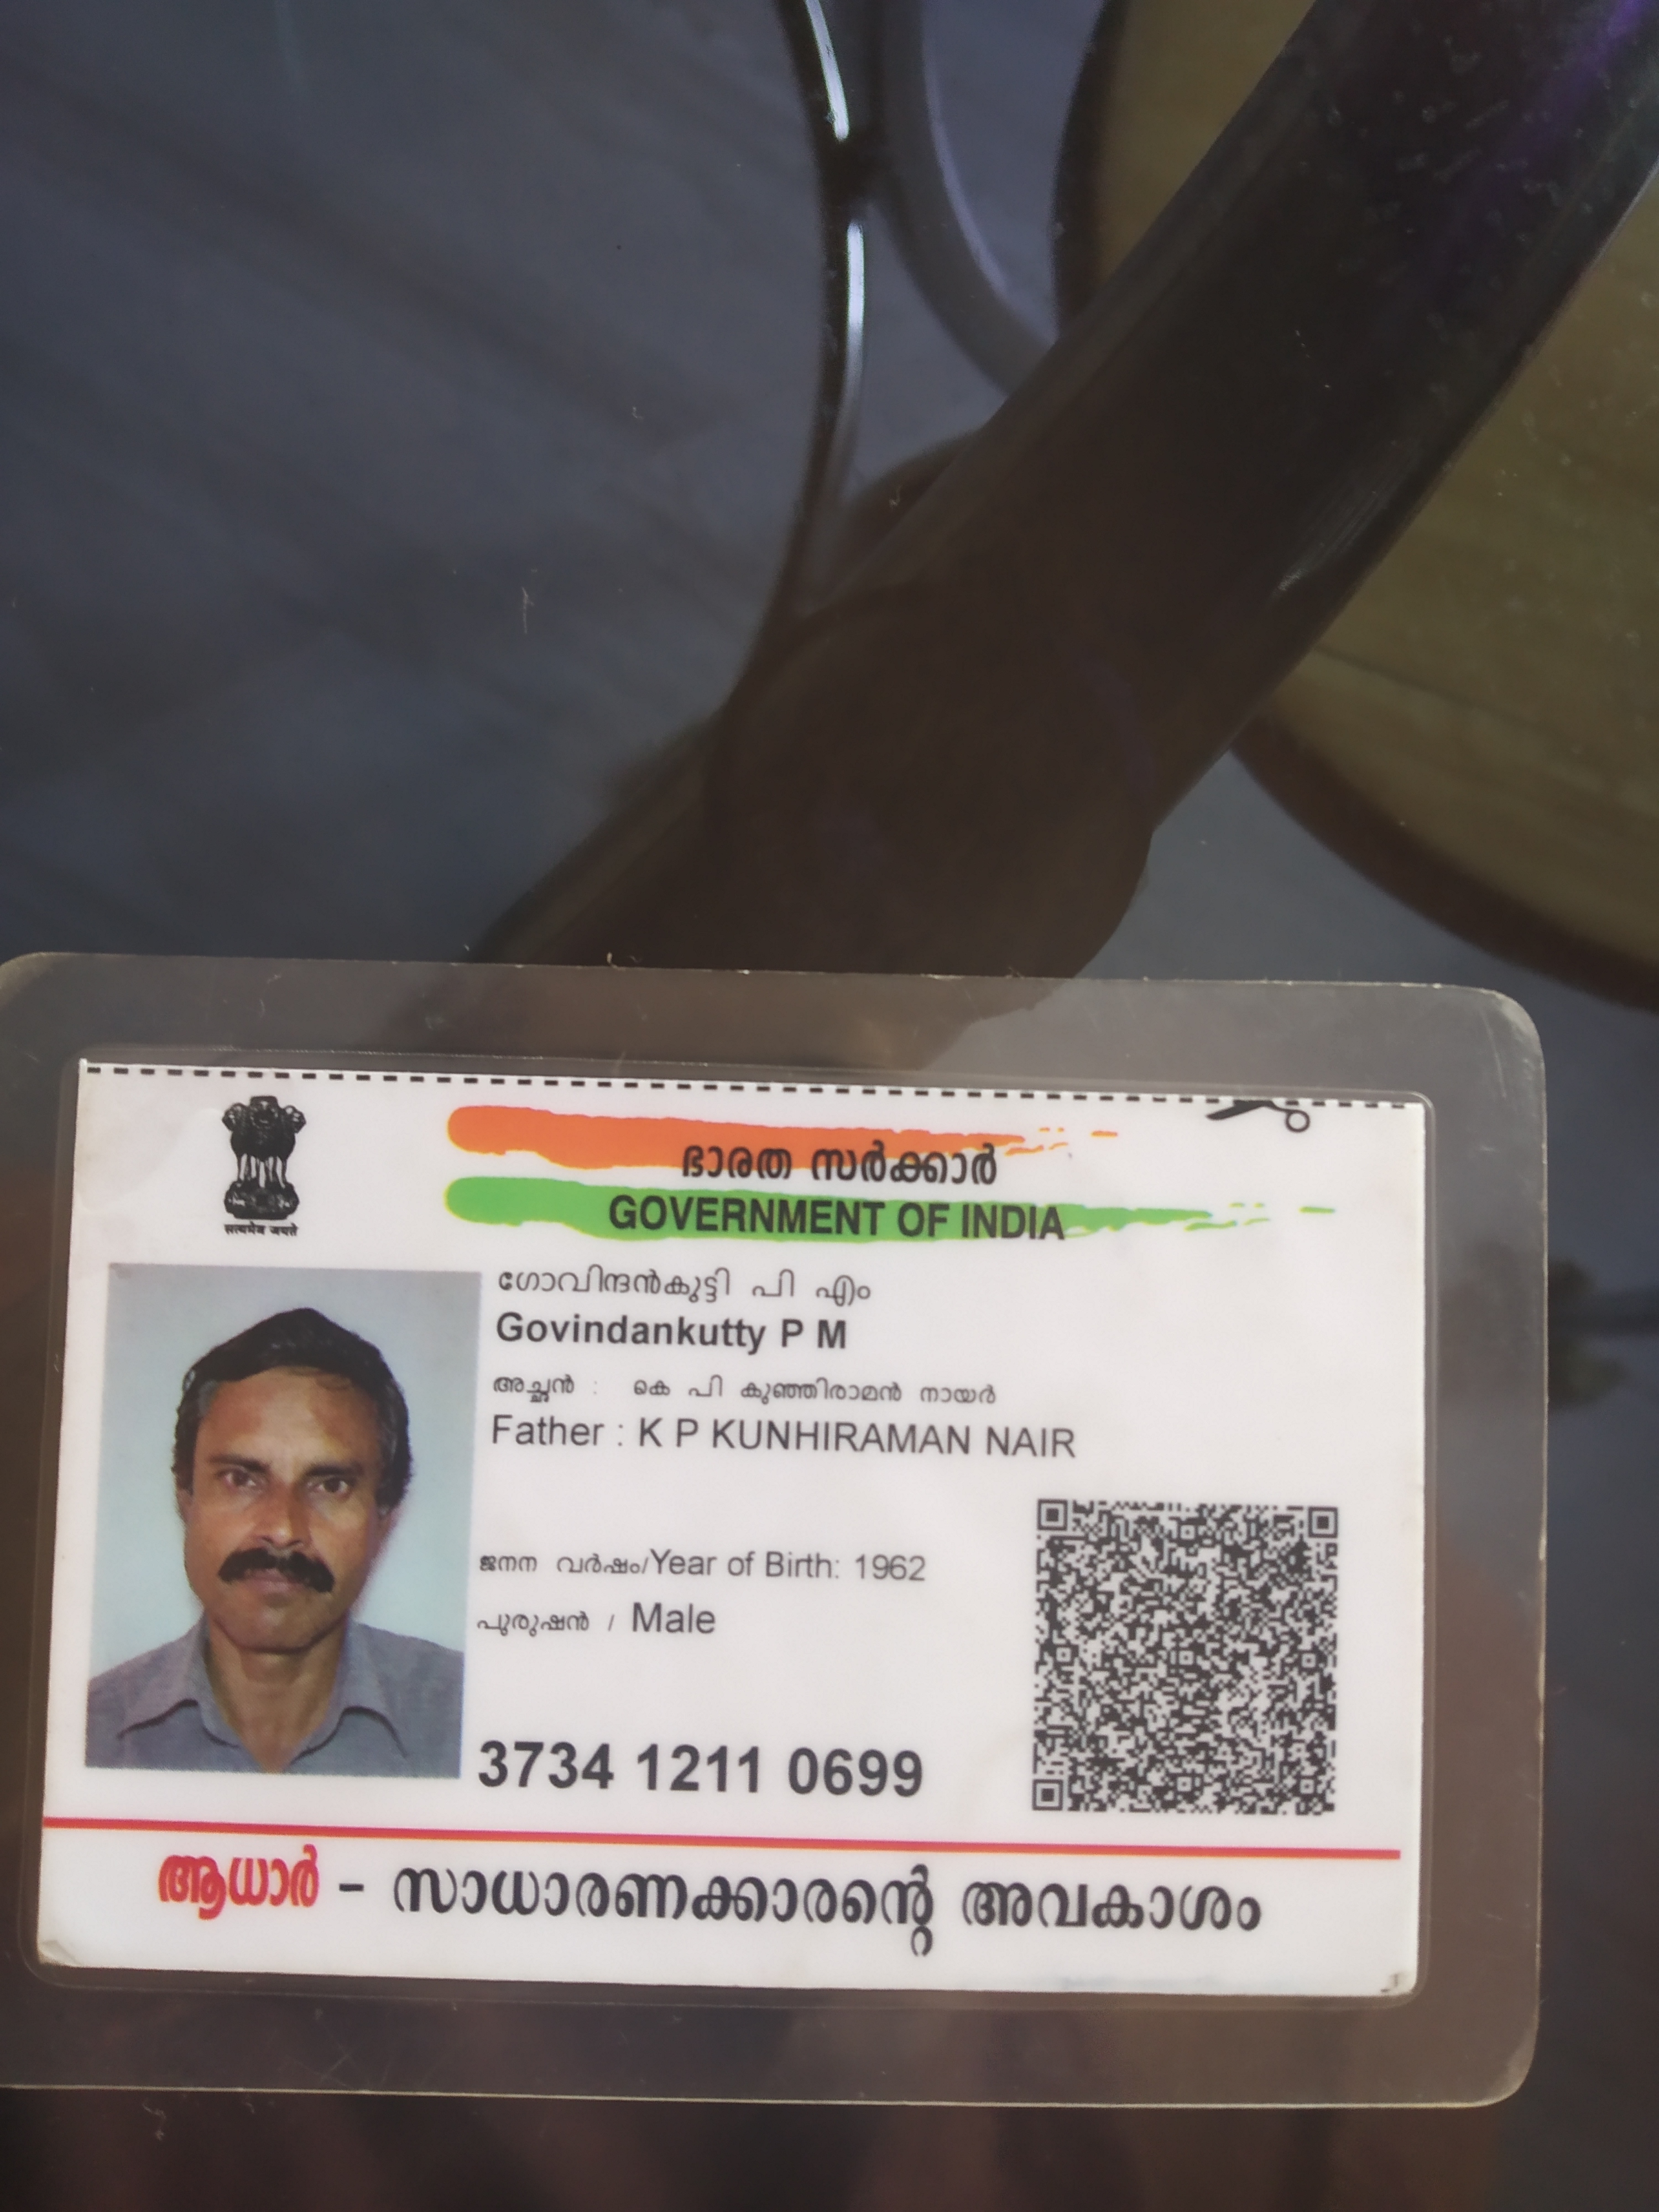 सत्यमेव जयते
ഭാരത സർക്കാർ
GOVERNMENT OF INDIA
ഗോവിന്ദൻകുട്ടി പി എം
Govindankutty P M
അച്ഛൻ : കെ പി കുഞ്ഞിരാമൻ നായർ
Father : K P KUNHIRAMAN NAIR
ജനന വർഷം/Year of Birth: 1962
പുരുഷൻ / Male
3734 1211 0699
ആധാർ - സാധാരണക്കാരന്റെ അവകാശം